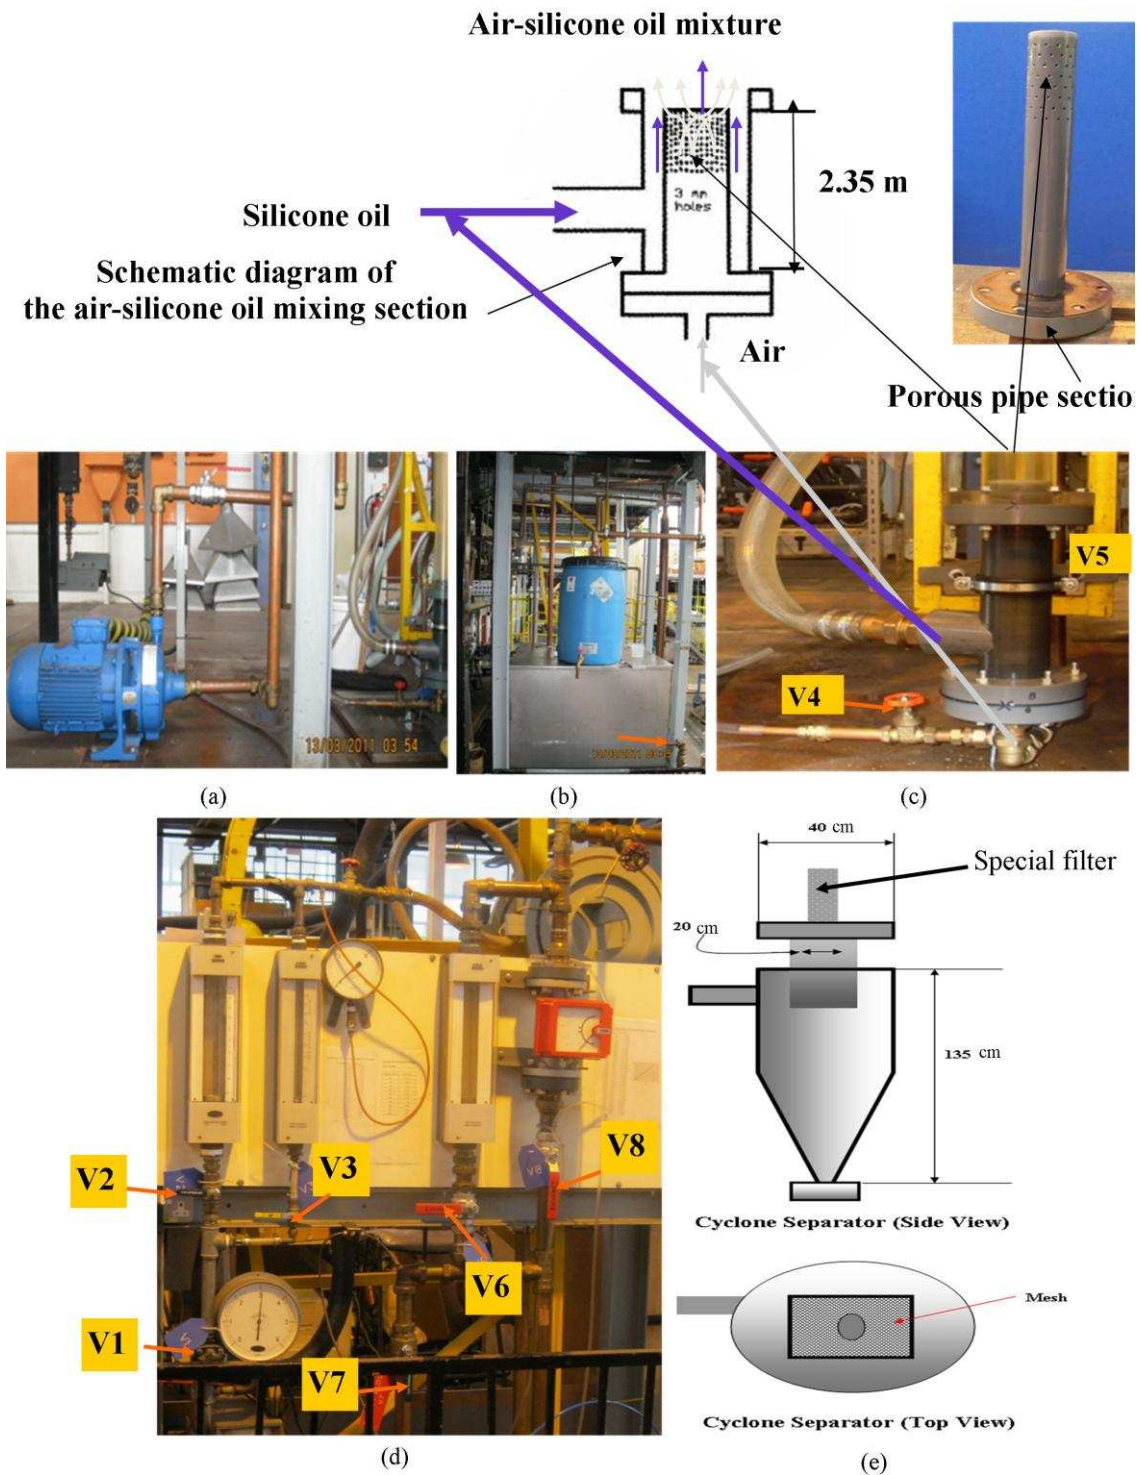 Air-silicone oil mixture
2.35 m
3 mm
holes
Silicone oil
Schematic diagram of
the air-silicone oil mixing section
Air
Porous pipe section
V5
V4
13/03/2011 03 54
(a)
(b)
(c)
40 cm
Special filter
20 cm
135 cm
V2
V3
V8
V8
V6
V1
V7
Cyclone Separator (Side View)
Mesh
Cyclone Separator (Top View)
(d)
(e)